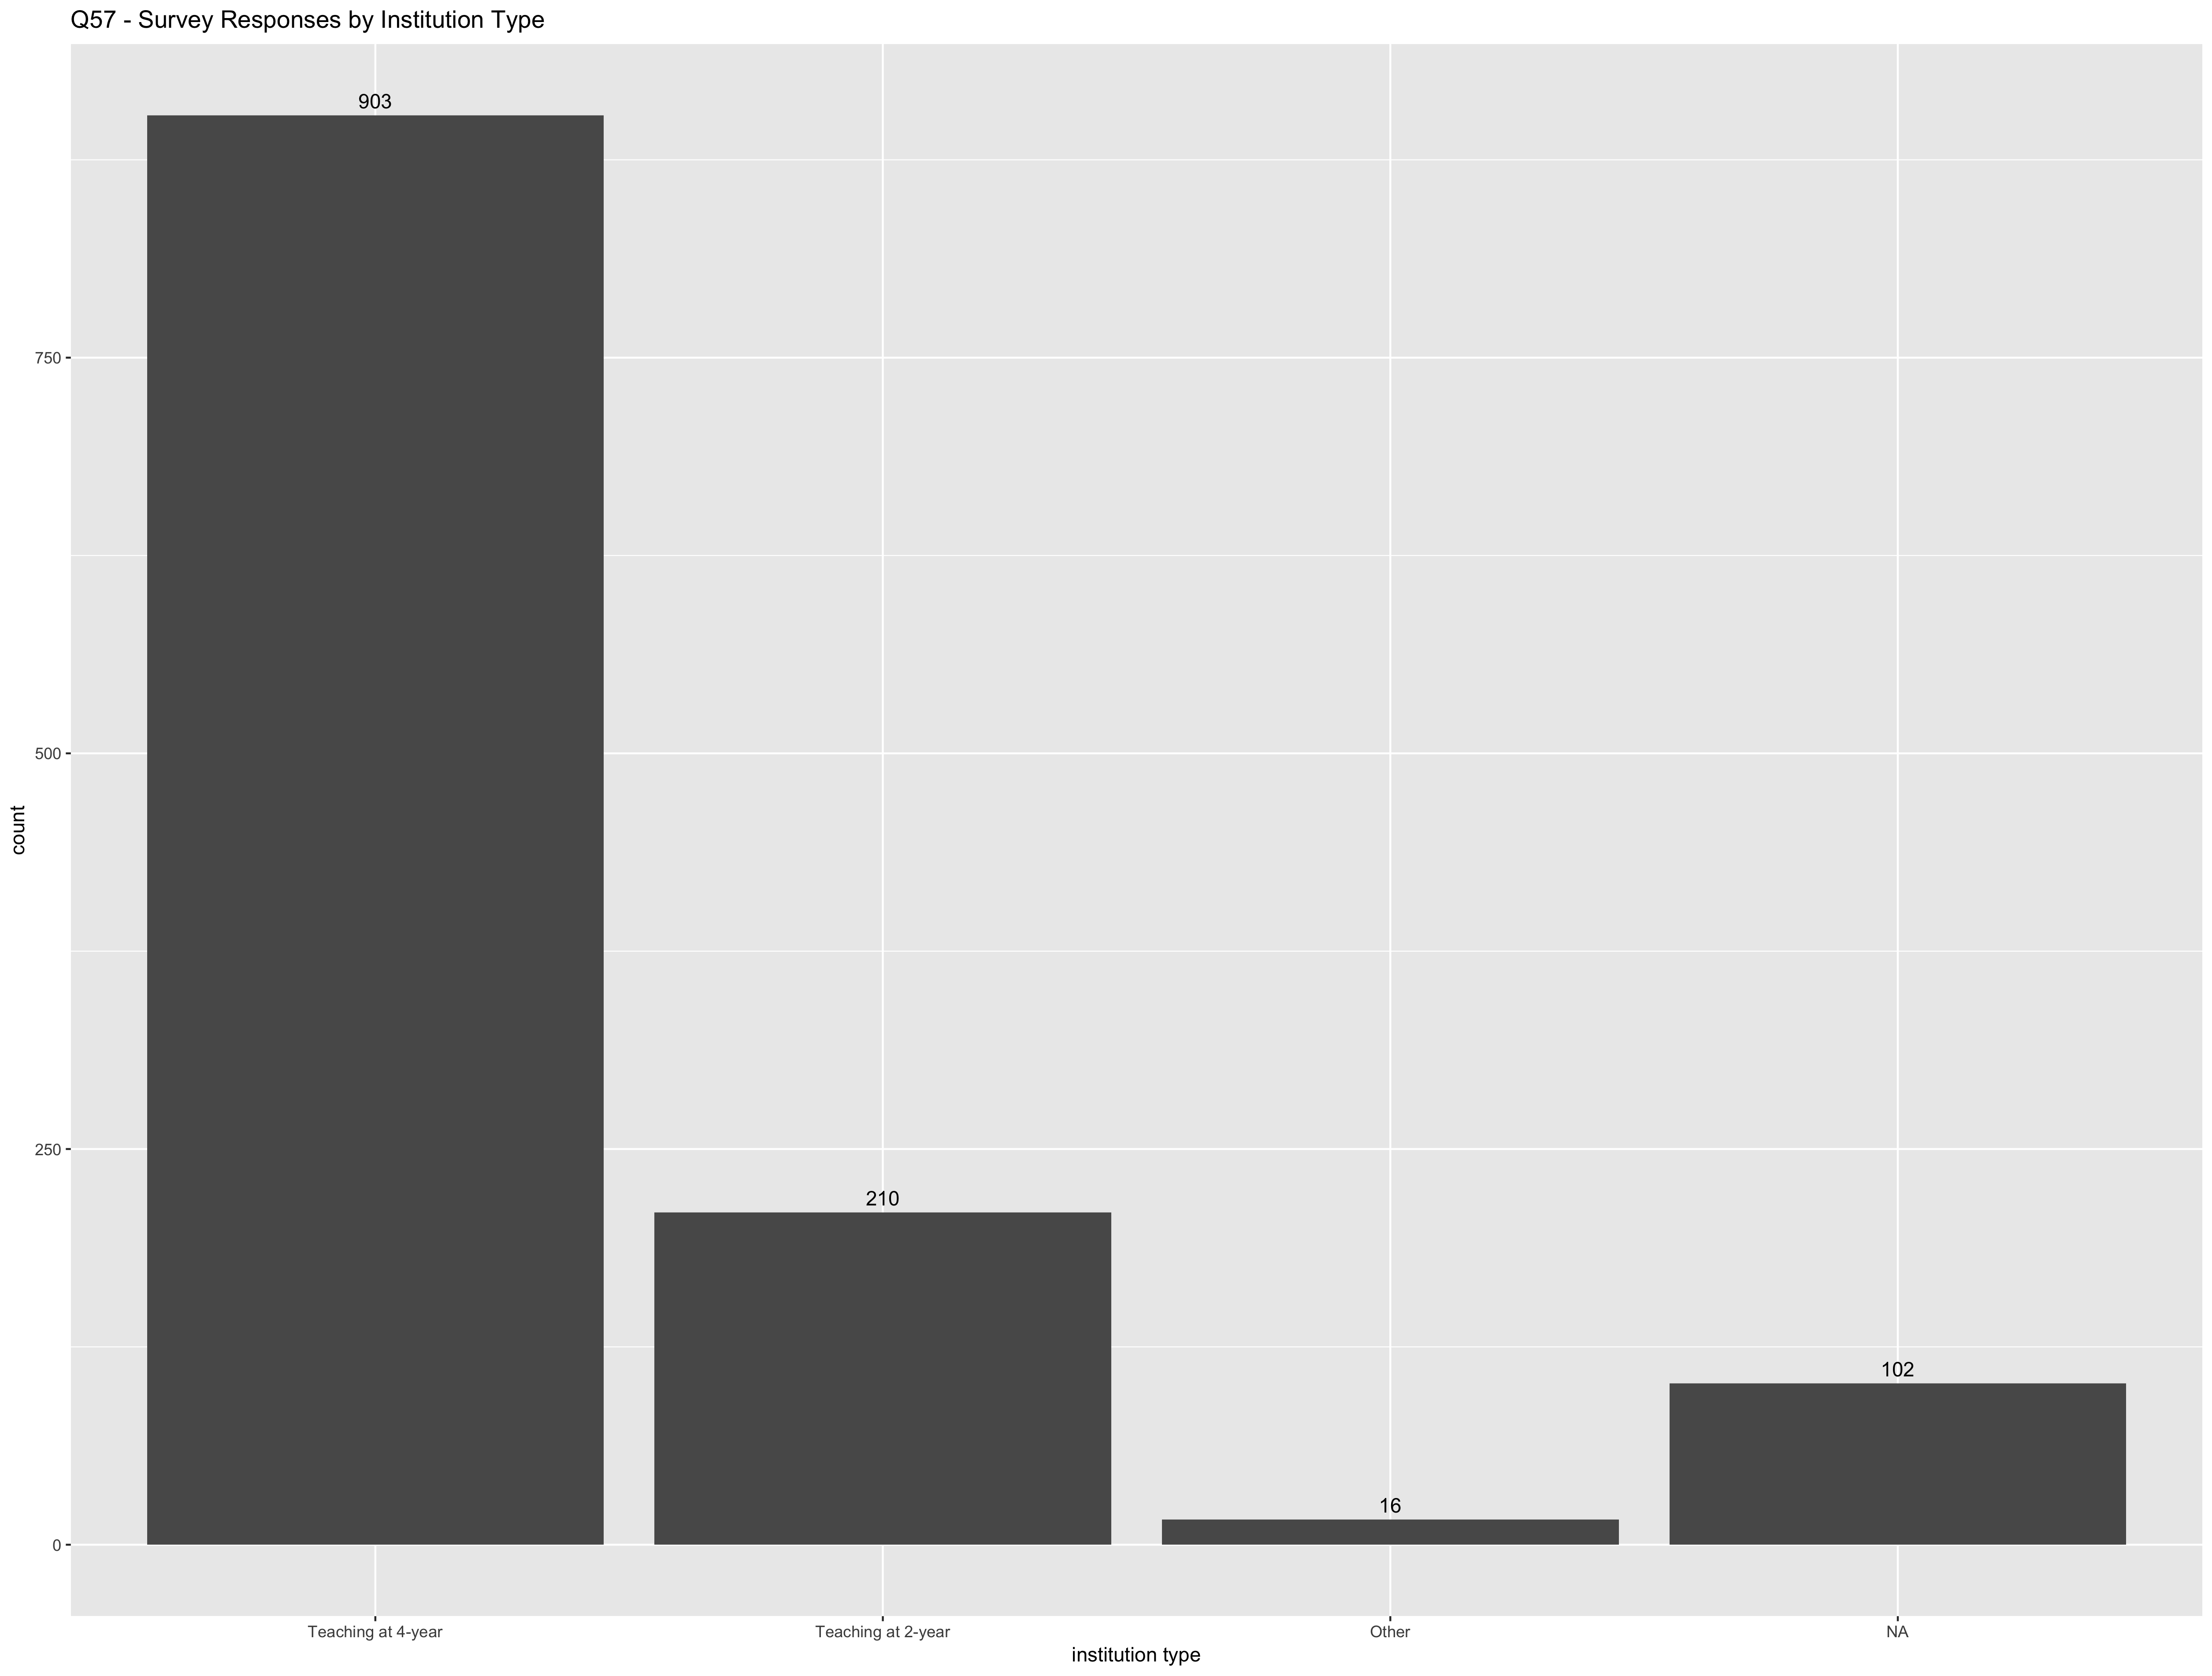 Q57 - Survey Responses by Institution Type
903
750
500
count
250
210
102
16
0
Teaching at 4-year Teaching at 2-year Other NA
institution type